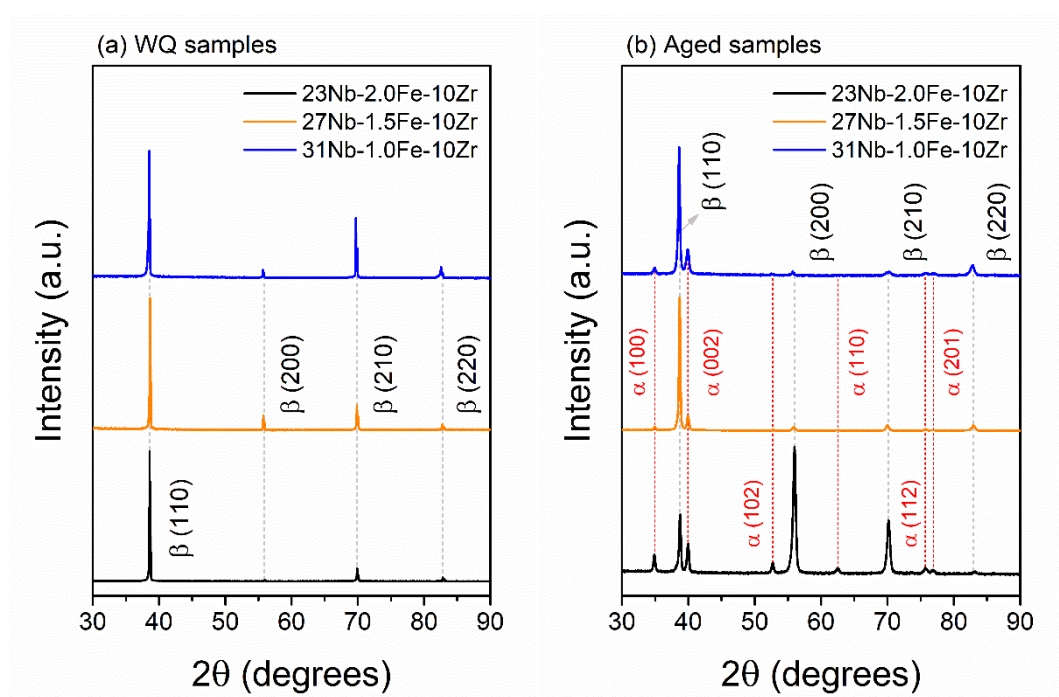 (a) WQ samples
23Nb-2.0Fe-10Zr
27Nb-1.5Fe-10Zr
31Nb-1.0Fe-10Zr
β (110)
β (200)
β (210)
β (220)
Intensity (a.u.)
30 40 50 60 70 80 90
2θ (degrees)
(b) Aged samples
23Nb-2.0Fe-10Zr
27Nb-1.5Fe-10Zr
31Nb-1.0Fe-10Zr
β (110)
β (200)
β (210)
β (220)
α (100)
α (002)
α (110)
α (201)
α (102)
α (112)
Intensity (a.u.)
30 40 50 60 70 80 90
2θ (degrees)